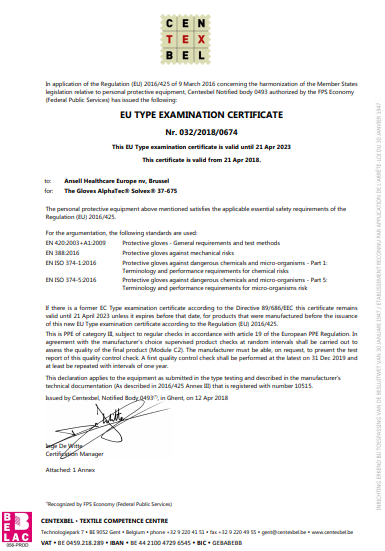 CEN
TEX
BEL
In application of the Regulation (EU) 2016/425 of 9 March 2016 concerning the harmonization of the Member States
legislation relative to personal protective equipment, Centexbel Notified body 0493 authorized by the FPS Economy
(Federal Public Services) has issued the following:
EU TYPE EXAMINATION CERTIFICATE
Nr. 032/2018/0674
This EU Type examination certificate is valid until 21 Apr 2023
This certificate is valid from 21 Apr 2018.
to: Ansell Healthcare Europe nv, Brussel
for: The Gloves AlphaTec® Solvex® 37-675
The personal protective equipment above mentioned satisfies the applicable essential safety requirements of the
Regulation (EU) 2016/425.
For the argumentation, the following standards are used:
EN 420:2003+A1:2009 Protective gloves - General requirements and test methods
EN 388:2016 Protective gloves against mechanical risks
EN ISO 374-1:2016 Protective gloves against dangerous chemicals and micro-organisms - Part 1:
Terminology and performance requirements for chemical risks
EN ISO 374-5:2016 Protective gloves against dangerous chemicals and micro-organisms - Part 5:
Terminology and performance requirements for micro-organisms risk
If there is a former EC Type examination certificate according to the Directive 89/686/EEC this certificate remains
valid until 21 April 2023 unless it expires before that date, for products that were manufactured before the issuance
of this new EU Type examination certificate according to the Regulation (EU) 2016/425.
This is PPE of category III, subject to regular checks in accordance with article 19 of the European PPE Regulation. In
agreement with the manufacturer's choice supervised product checks at random intervals shall be carried out to
assess the quality of the final product (Module C2). The manufacturer must be able, on request, to present the test
report of this quality control check. A first quality control check shall be performed at the latest on 31 Dec 2019 and
at least be repeated with intervals of one year.
This declaration applies to the equipment as submitted in the type testing and described in the manufacturer's
technical documentation (As described in 2016/425 Annex III) that is registered with number 10515.
Issued by Centexbel, Notified Body 0493⁽*⁾, in Ghent, on 12 Apr 2018
Inge De Witte
Certification Manager
Attached: 1 Annex
*Recognized by FPS Economy (Federal Public Services)
CENTEXBEL • TEXTILE COMPETENCE CENTRE
Technologiepark 7 • BE 9052 Gent • Belgium • phone +32 9 220 41 51 • fax +32 9 220 49 55 • gent@centexbel.be • www.centexbel.be
VAT • BE 0459.218.289 • IBAN • BE 44 2100 4729 6545 • BIC • GEBABEBB
BE
LAC
056-PROD
INRICHTING ERKEND BIJ TOEPASSING VAN DE BESLUITWET VAN 30 JANUARI 1947 / ETABLISSEMENT RECONNU PAR APPLICATION DE L'ARRETE-LOI DU 30 JANVIER 1947